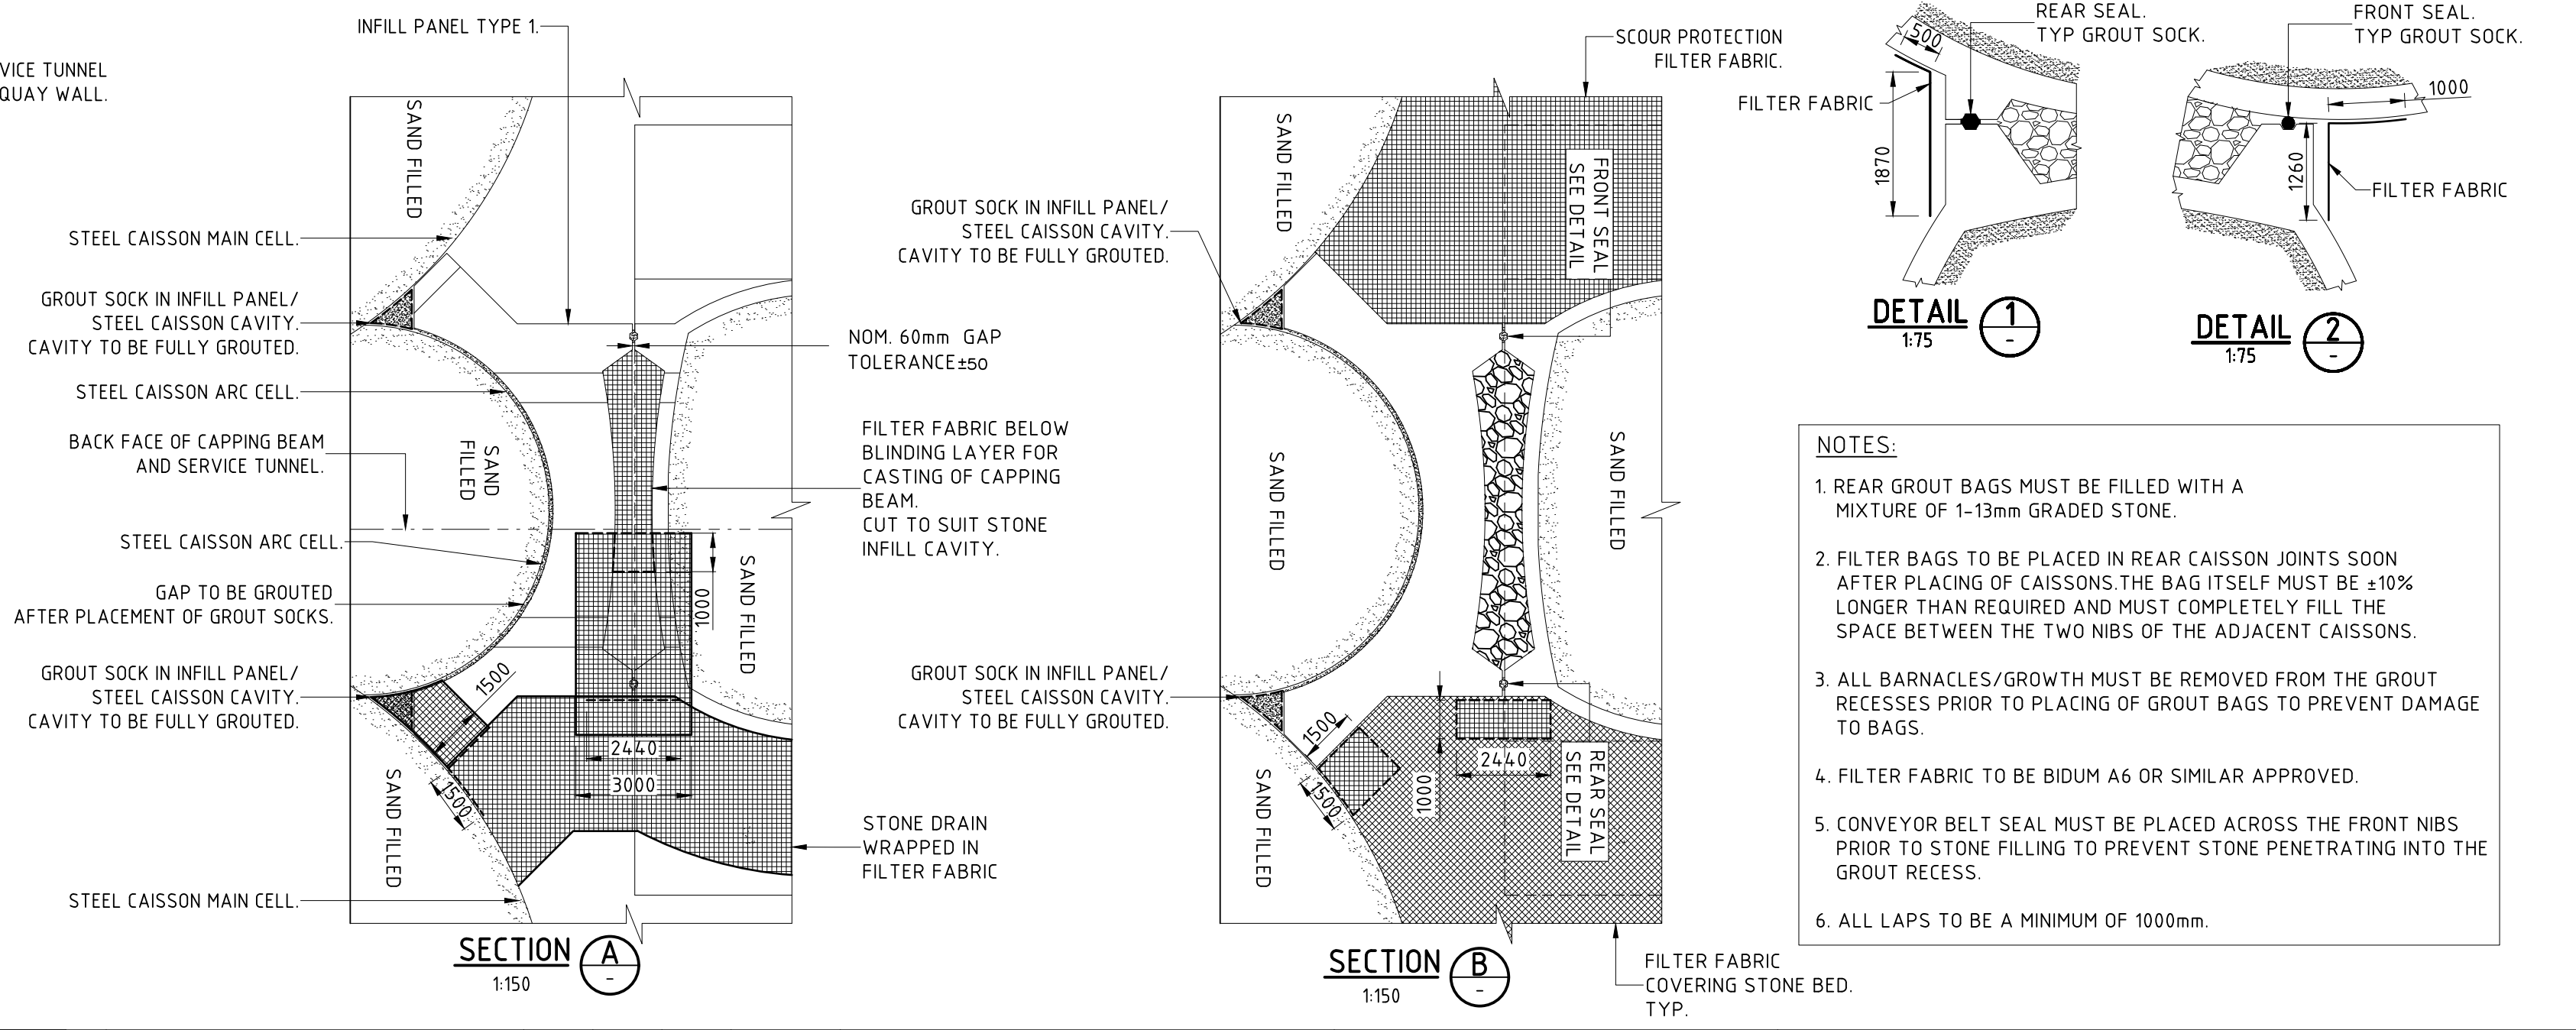 VICE TUNNEL
QUAY WALL.
INFILL PANEL TYPE 1.
SAND FILLED
STEEL CAISSON MAIN CELL.
GROUT SOCK IN INFILL PANEL/
STEEL CAISSON CAVITY.
CAVITY TO BE FULLY GROUTED.
STEEL CAISSON ARC CELL.
BACK FACE OF CAPPING BEAM
AND SERVICE TUNNEL.
SAND
FILLED
STEEL CAISSON ARC CELL.
GAP TO BE GROUTED
AFTER PLACEMENT OF GROUT SOCKS.
GROUT SOCK IN INFILL PANEL/
STEEL CAISSON CAVITY.
CAVITY TO BE FULLY GROUTED.
1500
1500
SAND FILLED
STEEL CAISSON MAIN CELL.
NOM. 60mm GAP
TOLERANCE±50
FILTER FABRIC BELOW
BLINDING LAYER FOR
CASTING OF CAPPING
BEAM.
CUT TO SUIT STONE
INFILL CAVITY.
SAND FILLED
1000
2440
3000
STONE DRAIN
WRAPPED IN
FILTER FABRIC
SECTION A
-
1:150
SCOUR PROTECTION
FILTER FABRIC.
SAND FILLED
FRONT SEAL
SEE DETAIL
GROUT SOCK IN INFILL PANEL/
STEEL CAISSON CAVITY.
CAVITY TO BE FULLY GROUTED.
SAND FILLED
SAND FILLED
GROUT SOCK IN INFILL PANEL/
STEEL CAISSON CAVITY.
CAVITY TO BE FULLY GROUTED.
1500
1500
1000
2440
REAR SEAL
SEE DETAIL
SAND FILLED
FILTER FABRIC
COVERING STONE BED.
TYP.
SECTION B
-
1:150
REAR SEAL.
TYP GROUT SOCK.
500
FILTER FABRIC
1870
DETAIL 1
-
1:75
FRONT SEAL.
TYP GROUT SOCK.
1000
1260
FILTER FABRIC
DETAIL 2
-
1:75
NOTES:
1. REAR GROUT BAGS MUST BE FILLED WITH A
MIXTURE OF 1-13mm GRADED STONE.
2. FILTER BAGS TO BE PLACED IN REAR CAISSON JOINTS SOON
AFTER PLACING OF CAISSONS.THE BAG ITSELF MUST BE ±10%
LONGER THAN REQUIRED AND MUST COMPLETELY FILL THE
SPACE BETWEEN THE TWO NIBS OF THE ADJACENT CAISSONS.
3. ALL BARNACLES/GROWTH MUST BE REMOVED FROM THE GROUT
RECESSES PRIOR TO PLACING OF GROUT BAGS TO PREVENT DAMAGE
TO BAGS.
4. FILTER FABRIC TO BE BIDUM A6 OR SIMILAR APPROVED.
5. CONVEYOR BELT SEAL MUST BE PLACED ACROSS THE FRONT NIBS
PRIOR TO STONE FILLING TO PREVENT STONE PENETRATING INTO THE
GROUT RECESS.
6. ALL LAPS TO BE A MINIMUM OF 1000mm.